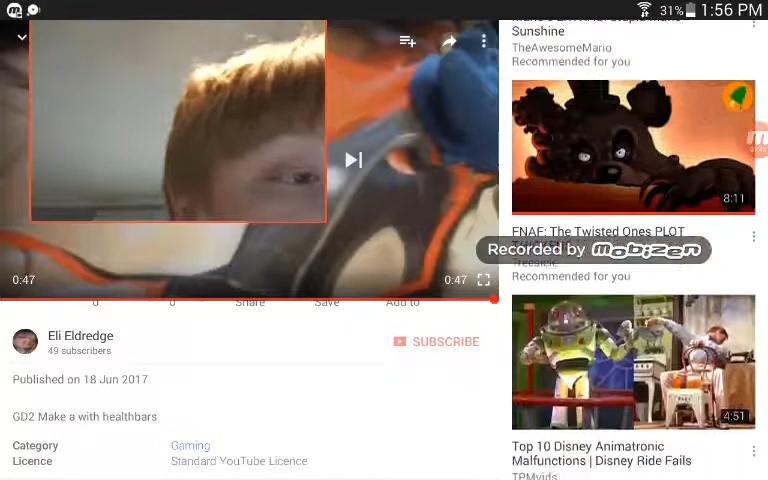 31% 1:56 PM
Sunshine
TheAwesomeMario
Recommended for you
8:11
FNAF: The Twisted Ones PLOT
Recorded by mobizen
Recommended for you
0:47
0:47
0
0
Share
Save
Add to
Eli Eldredge
49 subscribers
SUBSCRIBE
Published on 18 Jun 2017
GD2 Make a with healthbars
Category
Gaming
Licence
Standard YouTube Licence
4:51
Top 10 Disney Animatronic
Malfunctions | Disney Ride Fails
TPMvids